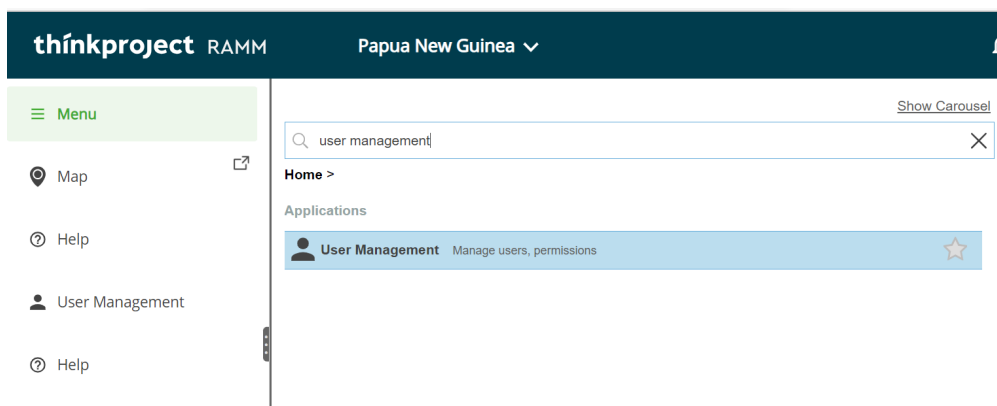 thinkproject RAMM
Papua New Guinea
Menu
Map
Help
User Management
Help
Show Carousel
user management
Home >
Applications
User Management Manage users, permissions